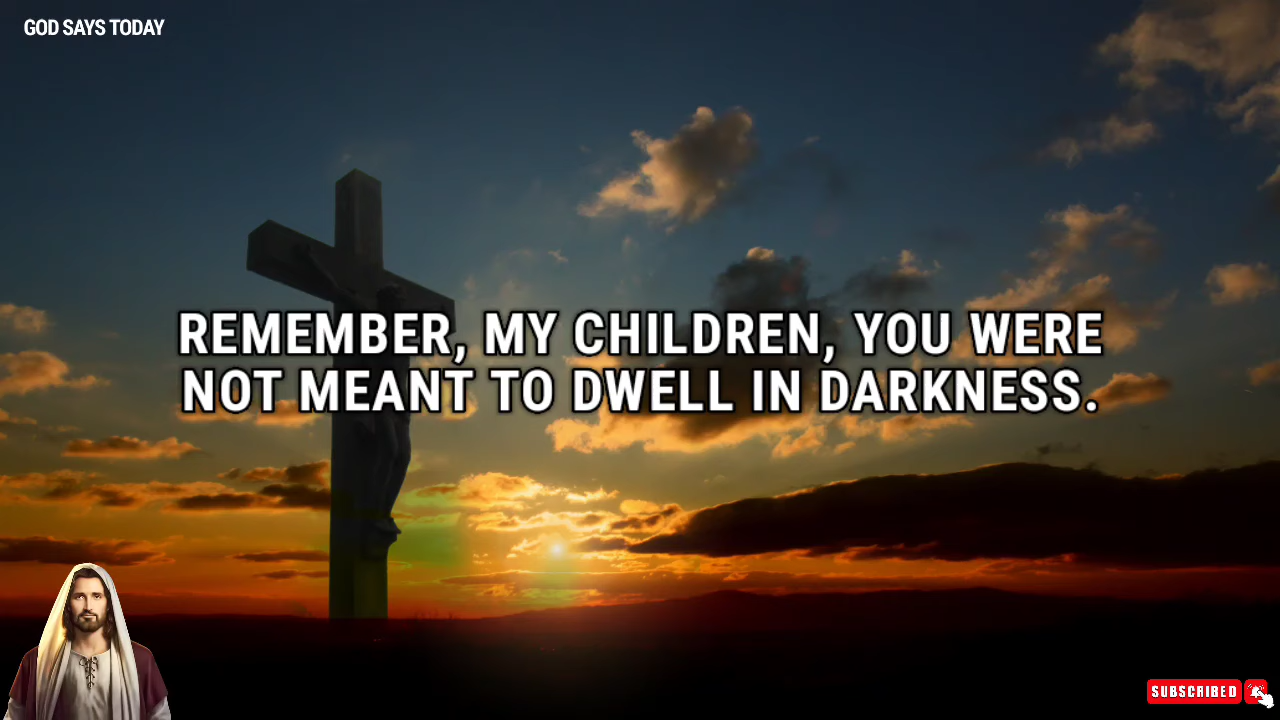 GOD SAYS TODAY
REMEMBER, MY CHILDREN, YOU WERE
NOT MEANT TO DWELL IN DARKNESS.
SUBSCRIBED